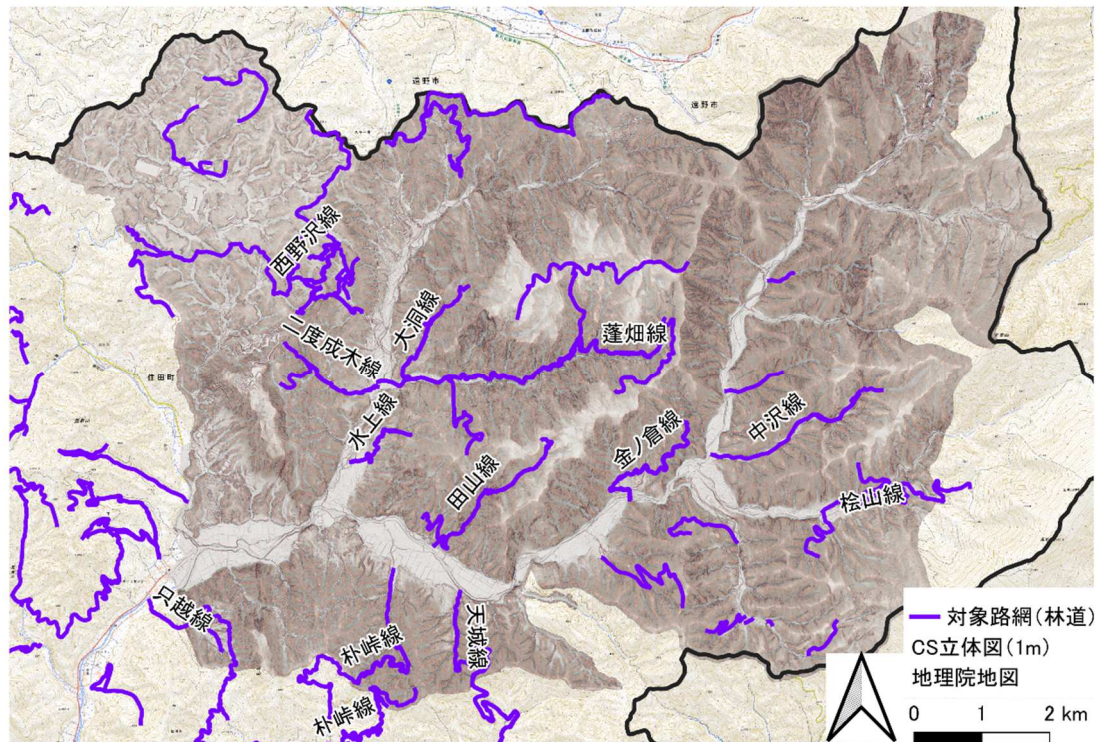 遠野市
遠野市
西野沢線
大洞線
二度成木線
蓬畑線
住田町
水上線
金ノ倉線
中沢線
田山線
桧山線
只越線
朴峠線
天城線
朴峠線
対象路網(林道)
CS立体図(1m)
地理院地図
0 1 2 km